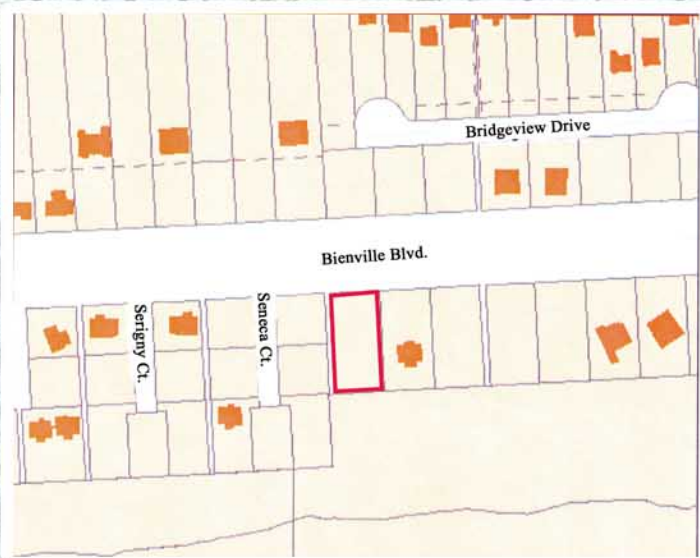 Bridgeview Drive
Bienville Blvd.
Serigny Ct.
Seneca Ct.